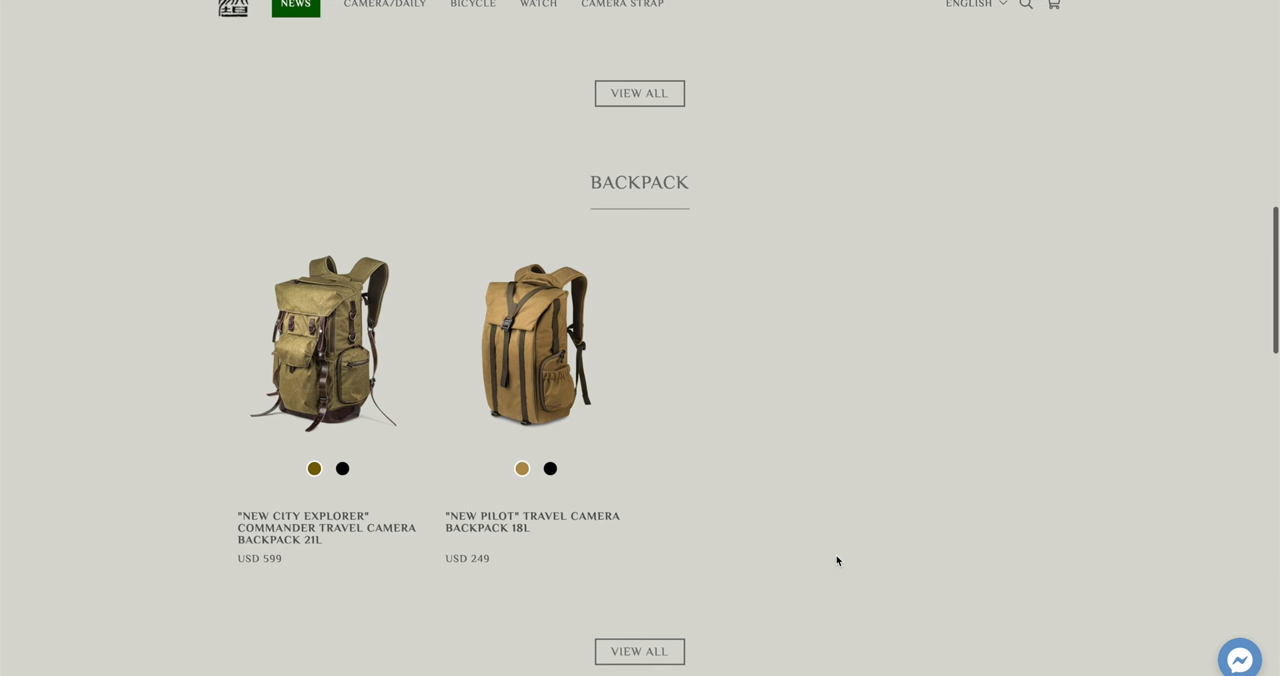 NEWS
CAMERA/DAILY
BICYCLE
WATCH
CAMERA STRAP
ENGLISH
VIEW ALL
BACKPACK
"NEW CITY EXPLORER"
COMMANDER TRAVEL CAMERA
BACKPACK 21L
USD 599
"NEW PILOT" TRAVEL CAMERA
BACKPACK 18L
USD 249
VIEW ALL